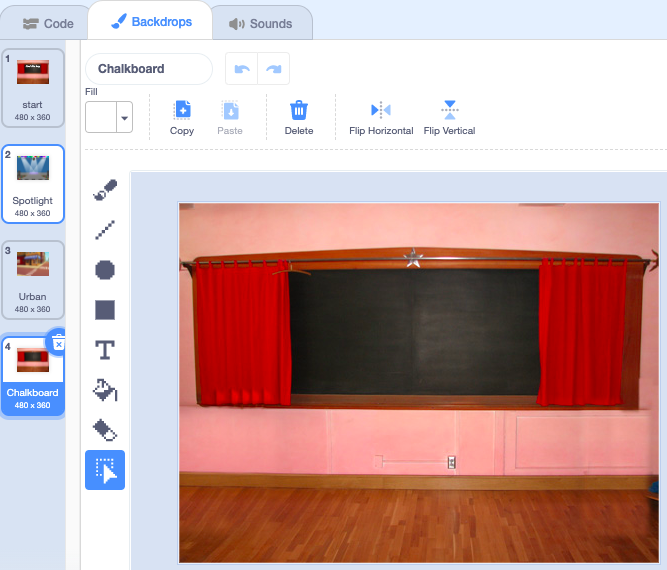 Code
Backdrops
Sounds
1
start
480 x 360
2
Spotlight
480 x 360
3
Urban
480 x 360
4
Chalkboard
480 x 360
Chalkboard
Fill
Copy
Paste
Delete
Flip Horizontal
Flip Vertical
T